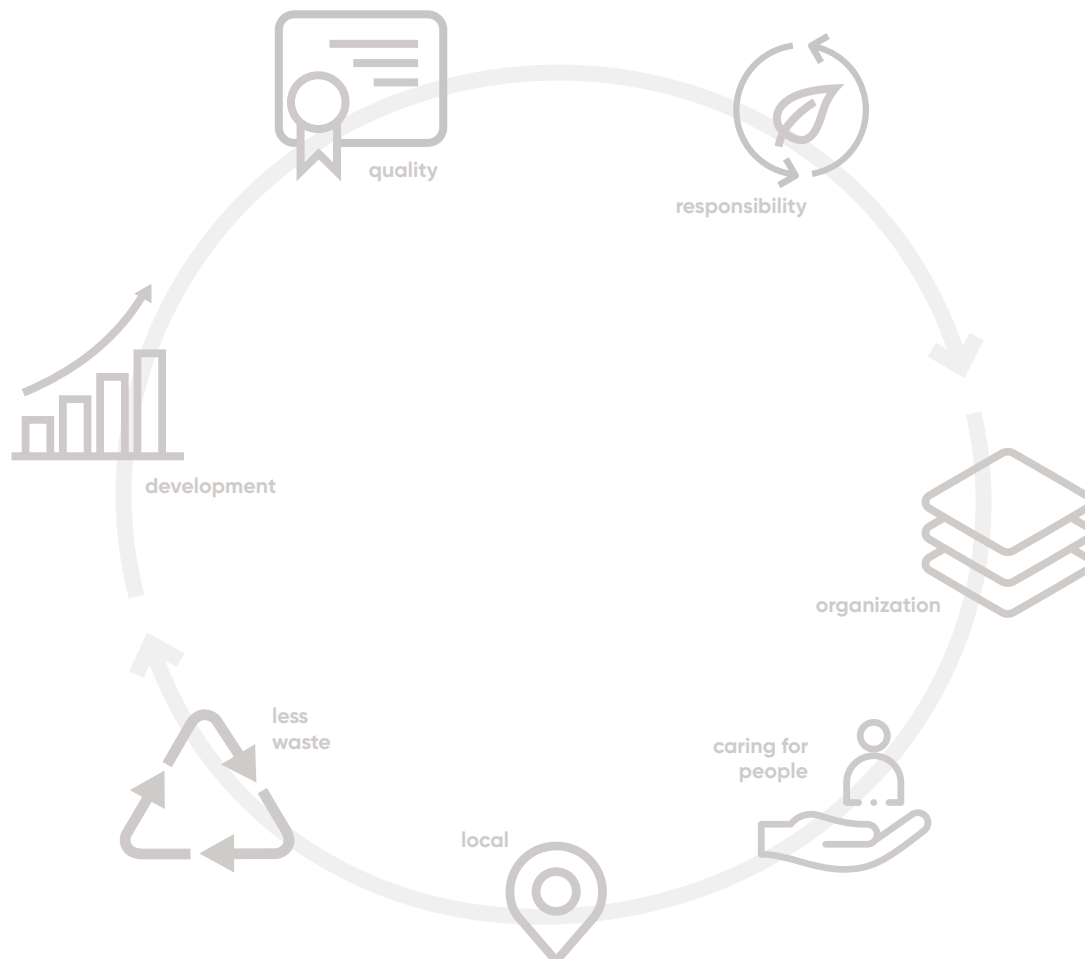 quality
responsibility
development
organization
less
waste
caring for
people
local